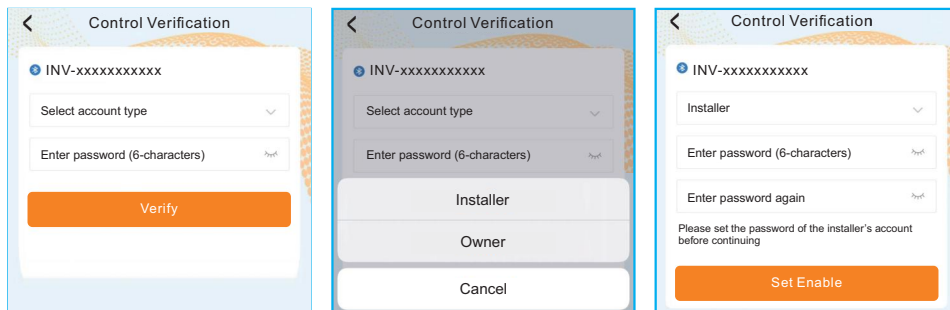 Control Verification
INV-xxxxxxxxxxx
Select account type
Enter password (6-characters)
Verify
Control Verification
INV-xxxxxxxxxxx
Select account type
Enter password (6-characters)
Installer
Owner
Cancel
Control Verification
INV-xxxxxxxxxxx
Installer
Enter password (6-characters)
Enter password again
Please set the password of the installer's account
before continuing
Set Enable